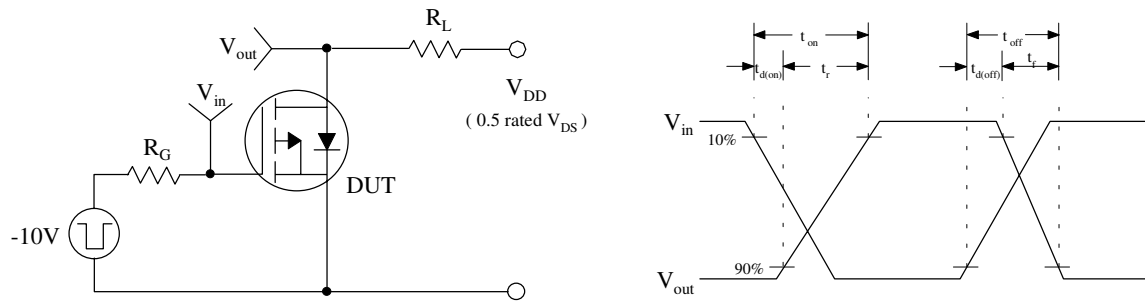 R_L
V_out
V_DD
( 0.5 rated V_DS )
V_in
R_G
DUT
-10V
t_on
t_off
t_d(on)
t_r
t_d(off)
t_f
V_in
10%
90%
V_out